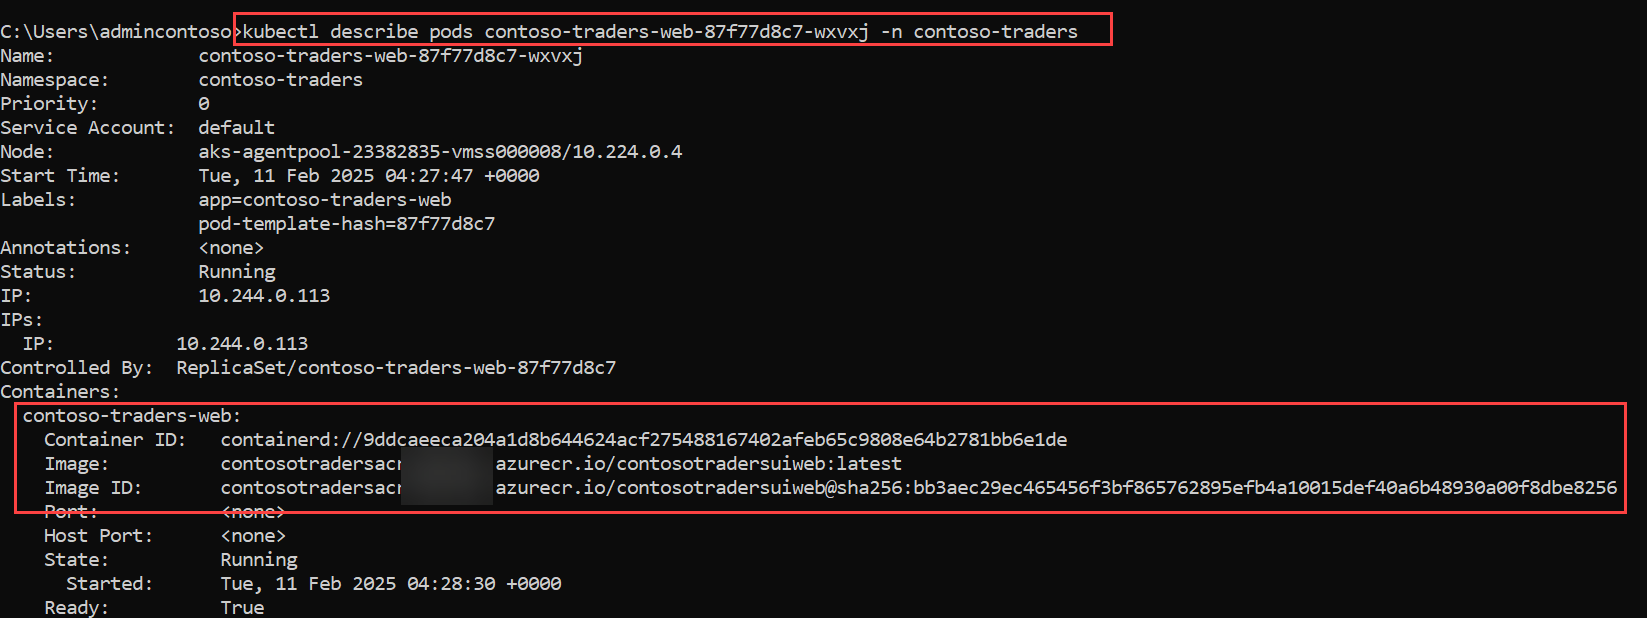 C:\Users\admincontoso>kubectl describe pods contoso-traders-web-87f77d8c7-wxvxj -n contoso-traders
Name:             contoso-traders-web-87f77d8c7-wxvxj
Namespace:        contoso-traders
Priority:         0
Service Account:  default
Node:             aks-agentpool-23382835-vmss000008/10.224.0.4
Start Time:       Tue, 11 Feb 2025 04:27:47 +0000
Labels:           app=contoso-traders-web
                  pod-template-hash=87f77d8c7
Annotations:      <none>
Status:           Running
IP:               10.244.0.113
IPs:
  IP:           10.244.0.113
Controlled By:  ReplicaSet/contoso-traders-web-87f77d8c7
Containers:
  contoso-traders-web:
    Container ID:   containerd://9ddcaeeca204a1d8b644624acf275488167402afeb65c9808e64b2781bb6e1de
    Image:          contosotradersacr azurecr.io/contosotradersuiweb:latest
    Image ID:       contosotradersacr azurecr.io/contosotradersuiweb@sha256:bb3aec29ec465456f3bf865762895efb4a10015def40a6b48930a00f8dbe8256
    Port:           <none>
    Host Port:      <none>
    State:          Running
      Started:      Tue, 11 Feb 2025 04:28:30 +0000
    Ready:          True